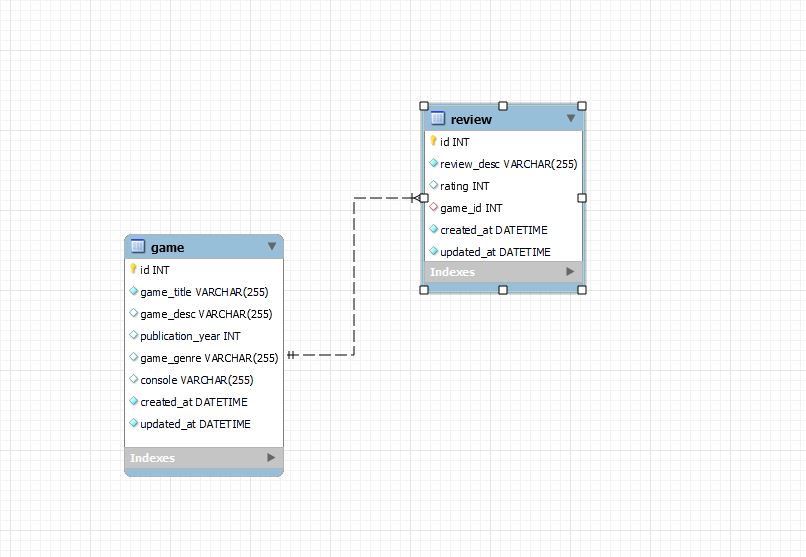 review
id INT
review_desc VARCHAR(255)
rating INT
game_id INT
created_at DATETIME
updated_at DATETIME
Indexes
game
id INT
game_title VARCHAR(255)
game_desc VARCHAR(255)
publication_year INT
game_genre VARCHAR(255)
console VARCHAR(255)
created_at DATETIME
updated_at DATETIME
Indexes